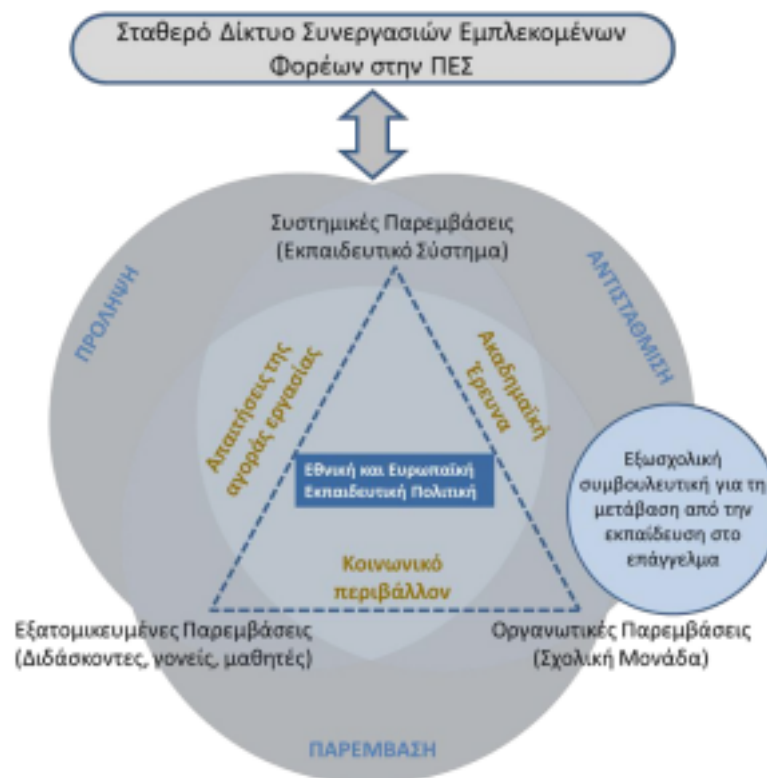 Σταθερό Δίκτυο Συνεργασιών Εμπλεκομένων
Φορέων στην ΠΕΣ
Συστημικές Παρεμβάσεις
(Εκπαιδευτικό Σύστημα)
ΠΡΟΛΗΨΗ
ΑΝΤΙΣΤΑΘΜΙΣΗ
Απαιτήσεις της
αγοράς εργασίας
Ακαδημαϊκή
Έρευνα
Εθνική και Ευρωπαϊκή
Εκπαιδευτική Πολιτική
Εξωσχολική
συμβουλευτική για τη
μετάβαση από την
εκπαίδευση στο
επάγγελμα
Κοινωνικό
περιβάλλον
Εξατομικευμένες Παρεμβάσεις
(Διδάσκοντες, γονείς, μαθητές)
Οργανωτικές Παρεμβάσεις
(Σχολική Μονάδα)
ΠΑΡΕΜΒΑΣΗ